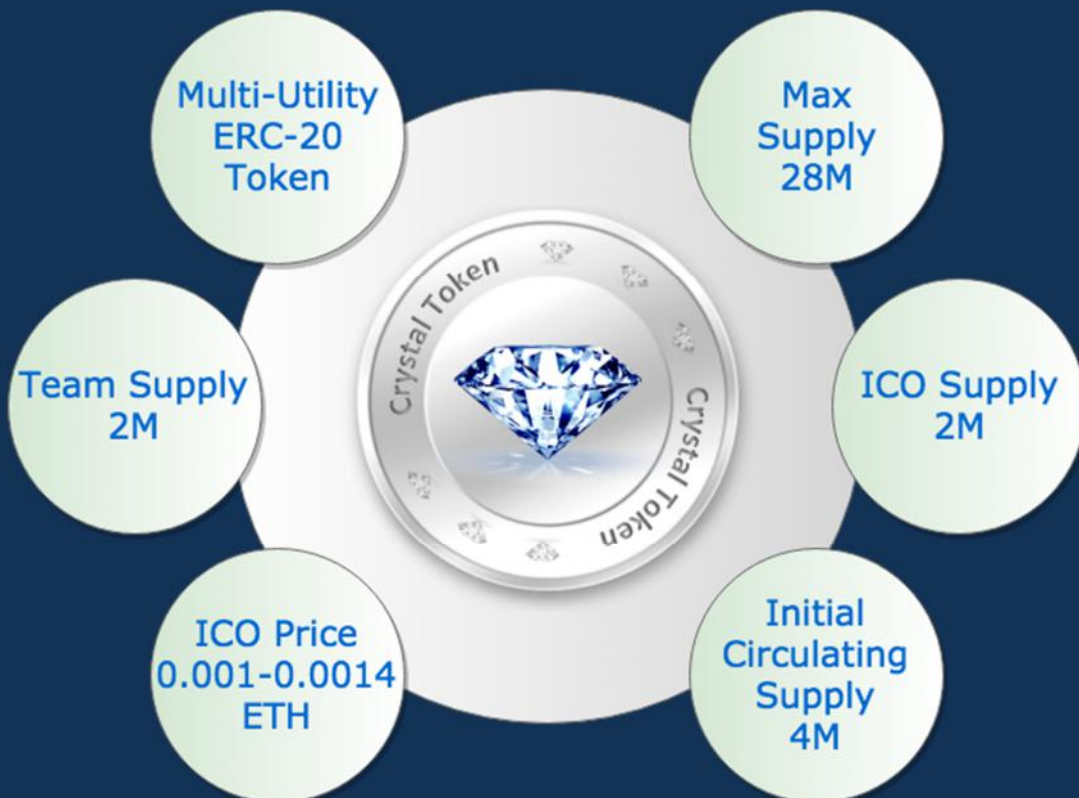 Multi-Utility
ERC-20
Token
Max
Supply
28M
Crystal Token
Team Supply
2M
ICO Supply
2M
Crystal Token
ICO Price
0.001-0.0014
ETH
Initial
Circulating
Supply
4M